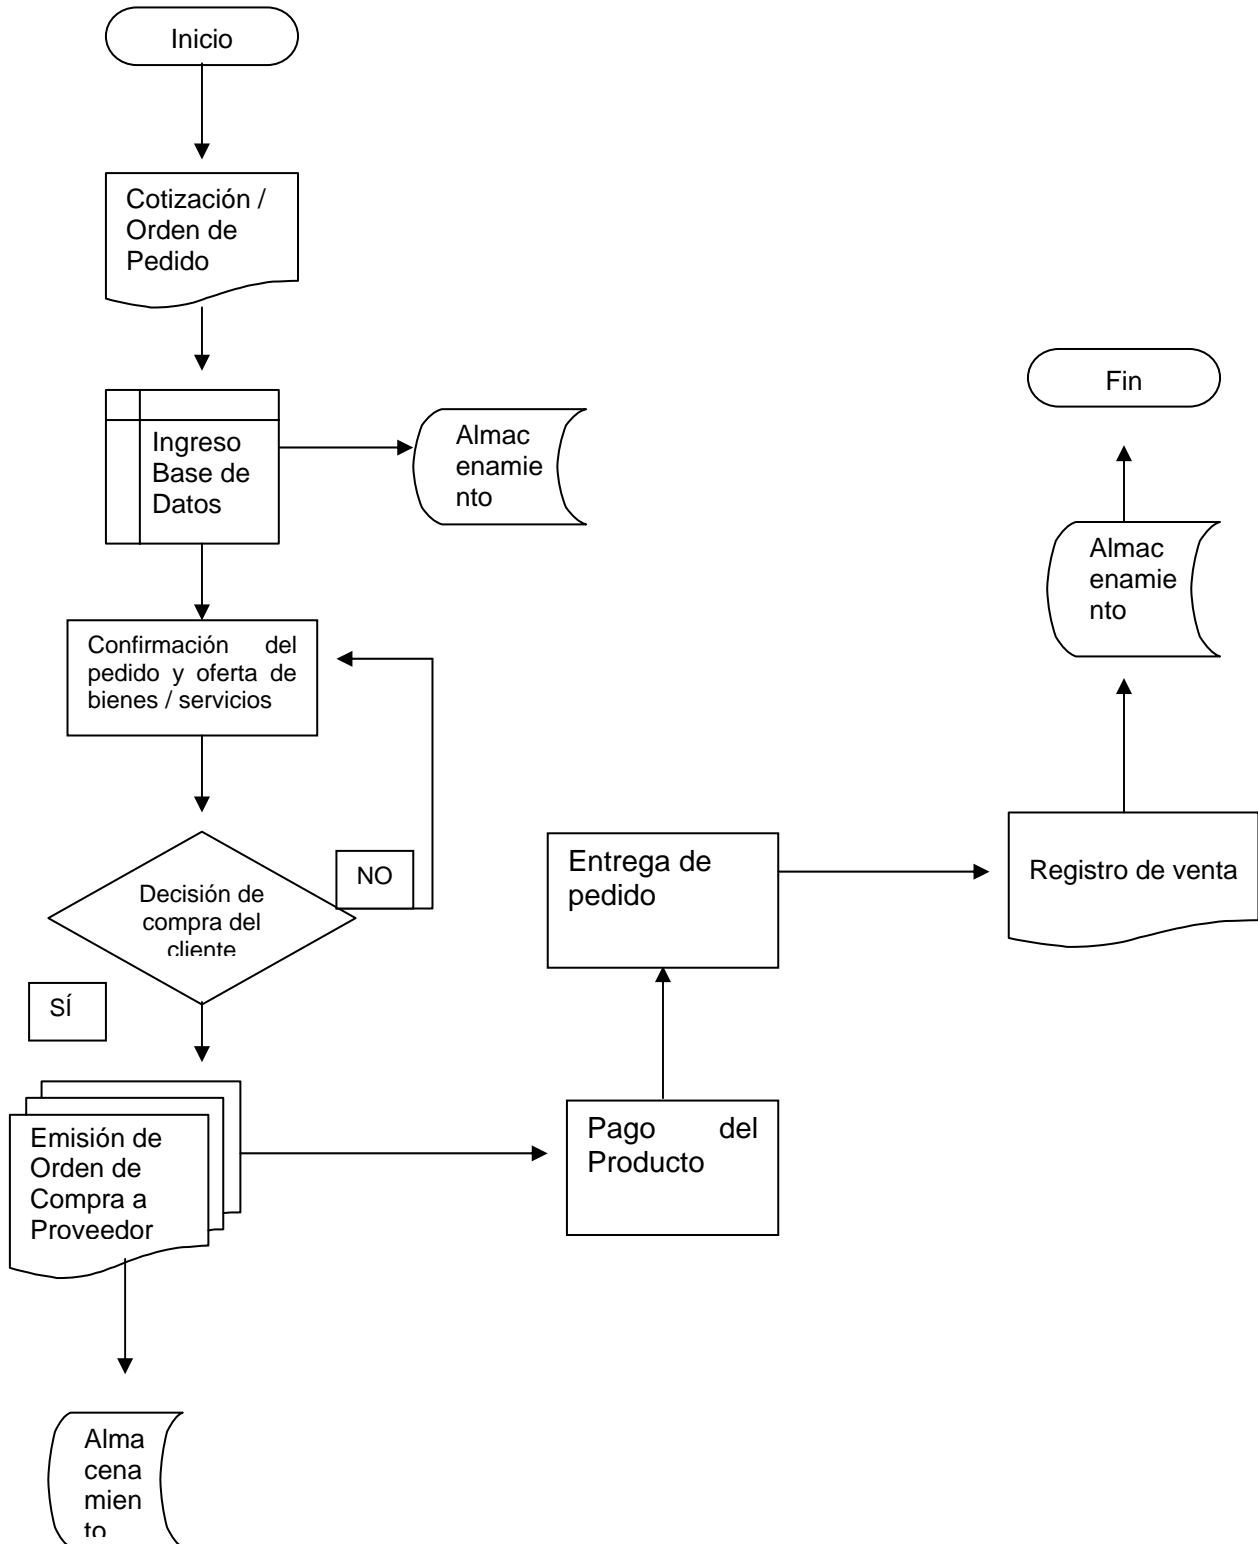 Inicio
Cotización /
Orden de
Pedido
Ingreso
Base de
Datos
Almac
enamie
nto
Confirmación del
pedido y oferta de
bienes / servicios
Decisión de
compra del
cliente
NO
SÍ
Emisión de
Orden de
Compra a
Proveedor
Alma
cena
mien
to
Pago del
Producto
Entrega de
pedido
Registro de venta
Almac
enamie
nto
Fin